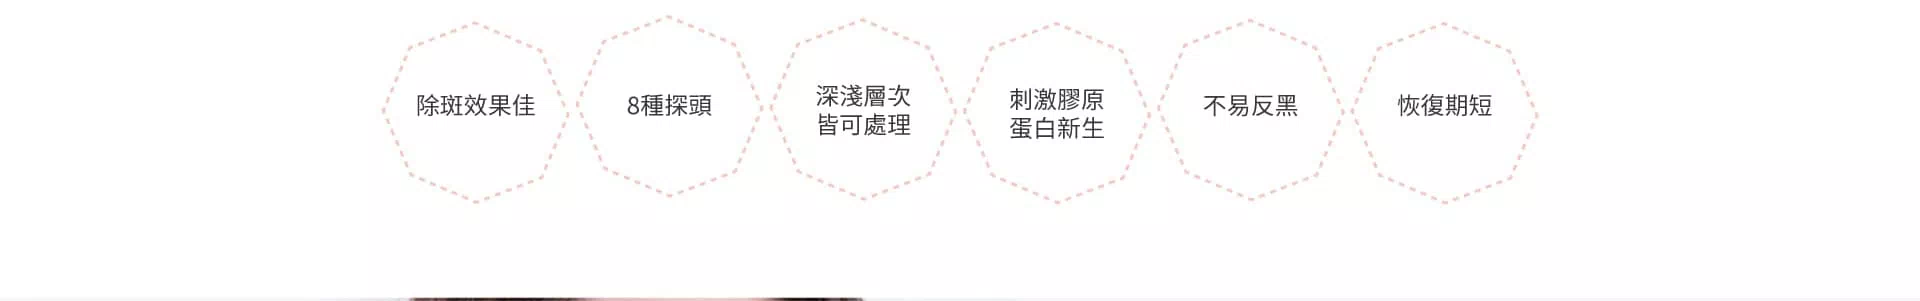 除斑效果佳
8種探頭
深淺層次
皆可處理
刺激膠原
蛋白新生
不易反黑
恢復期短